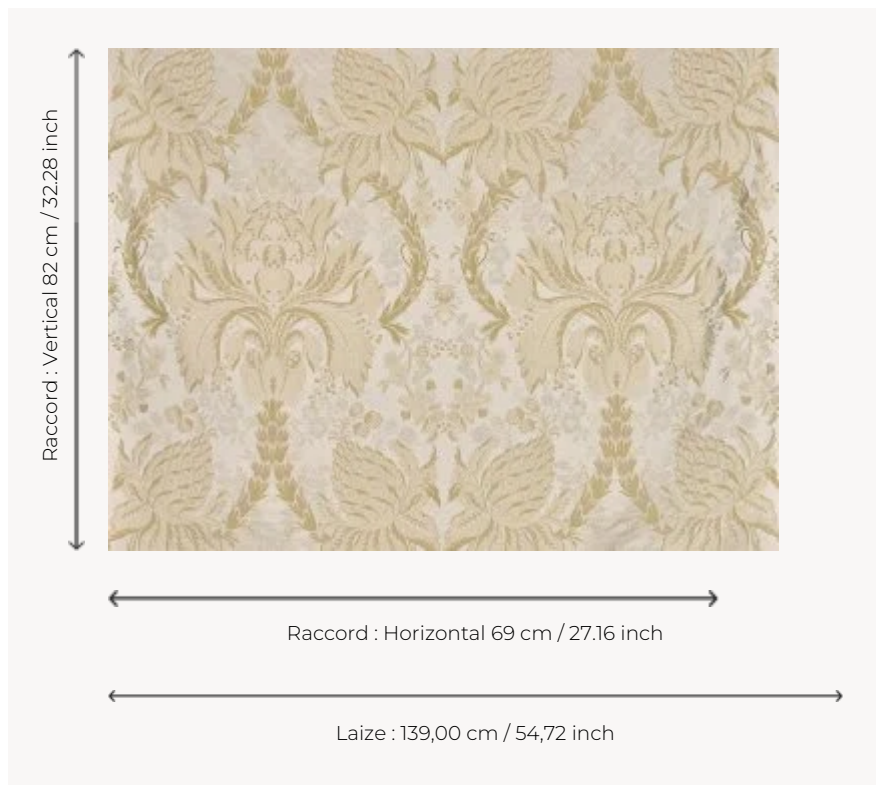 Raccord : Vertical 82 cm / 32.28 inch
Raccord : Horizontal 69 cm / 27.16 inch
Laize : 139,00 cm / 54,72 inch